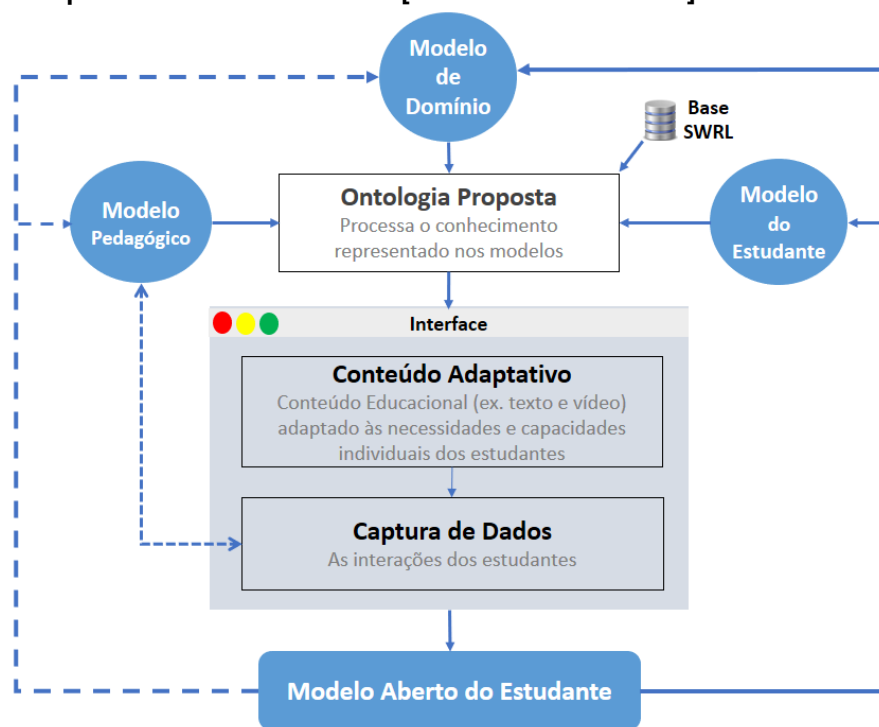 Modelo
de
Domínio
Base
SWRL
Modelo
Pedagógico
Ontologia Proposta
Processa o conhecimento
representado nos modelos
Modelo
do
Estudante
Interface
Conteúdo Adaptativo
Conteúdo Educacional (ex. texto e vídeo)
adaptado às necessidades e capacidades
individuais dos estudantes
Captura de Dados
As interações dos estudantes
Modelo Aberto do Estudante